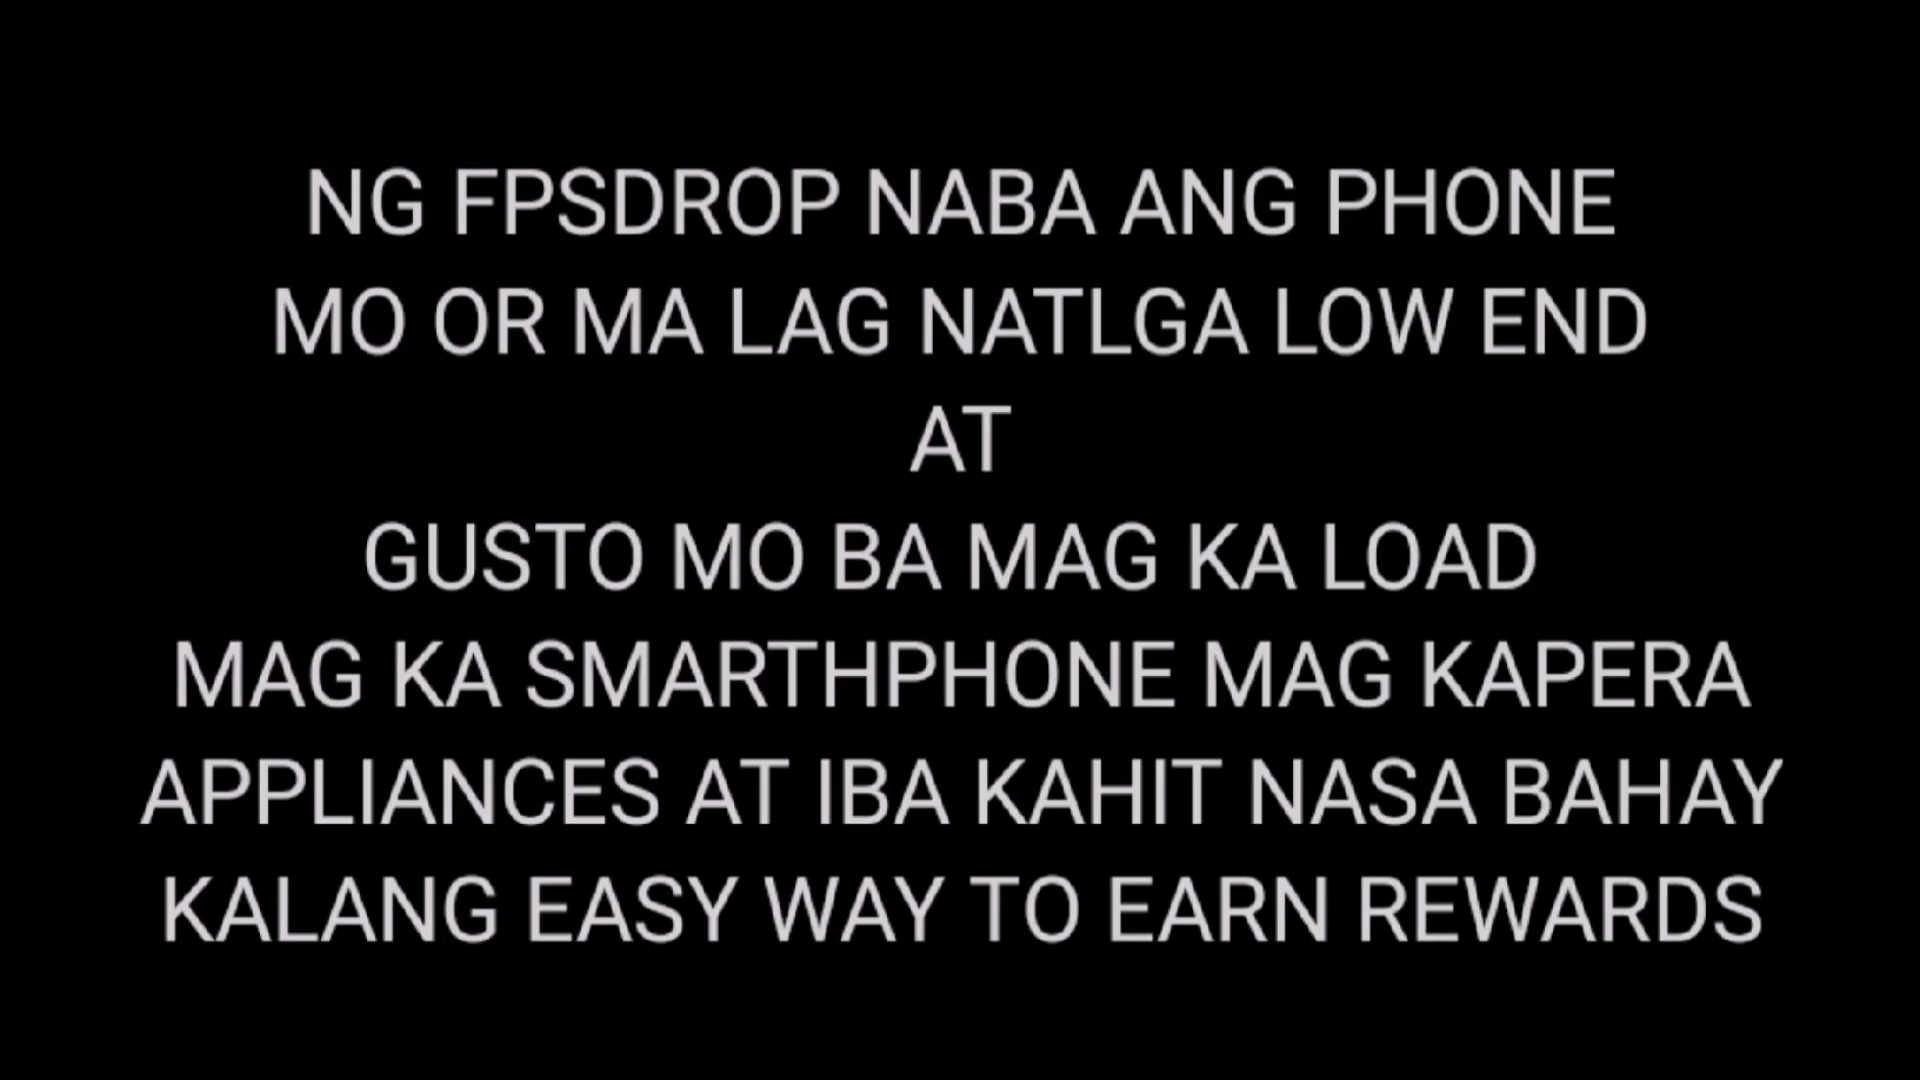 NG FPSDROP NABA ANG PHONE
MO OR MA LAG NATLGA LOW END
AT
GUSTO MO BA MAG KA LOAD
MAG KA SMARTHPHONE MAG KAPERA
APPLIANCES AT IBA KAHIT NASA BAHAY
KALANG EASY WAY TO EARN REWARDS